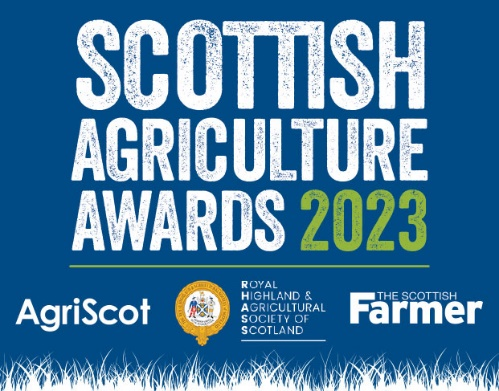 SCOTTISH
AGRICULTURE
AWARDS 2023
AgriScot
ROYAL
HIGHLAND &
AGRICULTURAL
SOCIETY OF
SCOTLAND
THE SCOTTISH
Farmer